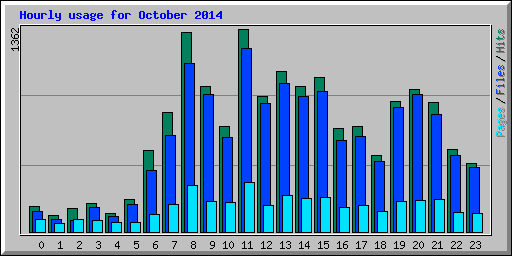 Hourly usage for October 2014
1362
Pages/Files/Hits
0 1 2 3 4 5 6 7 8 9 10 11 12 13 14 15 16 17 18 19 20 21 22 23